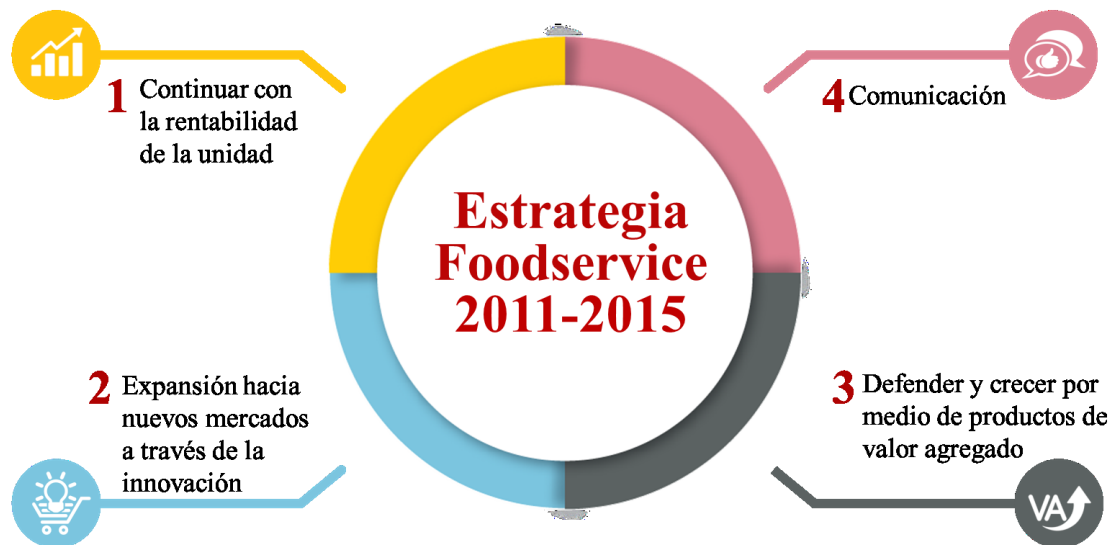 Estrategia
Foodservice
2011-2015
1 Continuar con
la rentabilidad
de la unidad
2 Expansión hacia
nuevos mercados
a través de la
innovación
3 Defender y crecer por
medio de productos de
valor agregado
VA
4 Comunicación